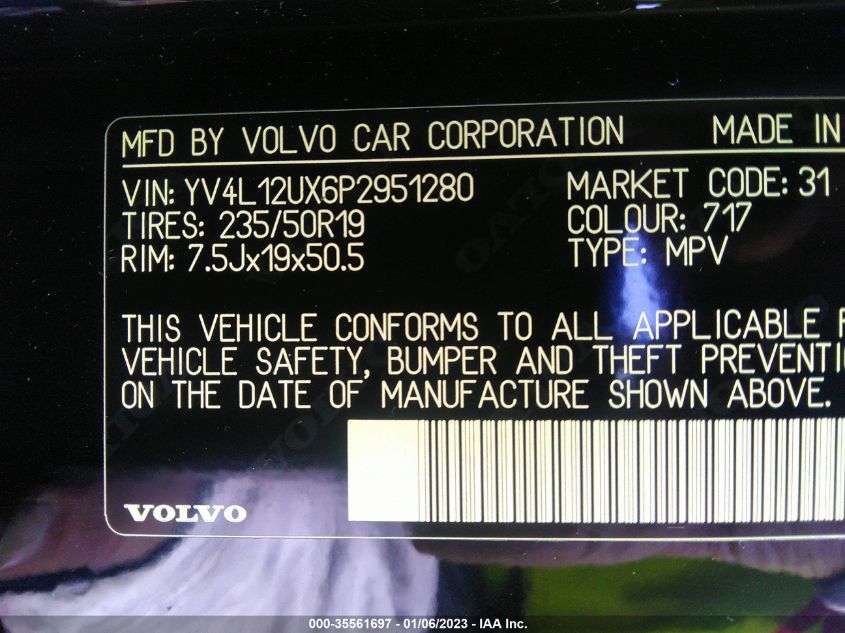 MFD BY VOLVO CAR CORPORATION MADE IN
VIN: YV4L12UX6P2951280 MARKET CODE: 31
TIRES: 235/50R19 COLOUR: 717
RIM: 7.5Jx19x50.5 TYPE: MPV
THIS VEHICLE CONFORMS TO ALL APPLICABLE F
VEHICLE SAFETY, BUMPER AND THEFT PREVENTI
ON THE DATE OF MANUFACTURE SHOWN ABOVE.
VOLVO
000-35561697 - 01/06/2023 - IAA Inc.